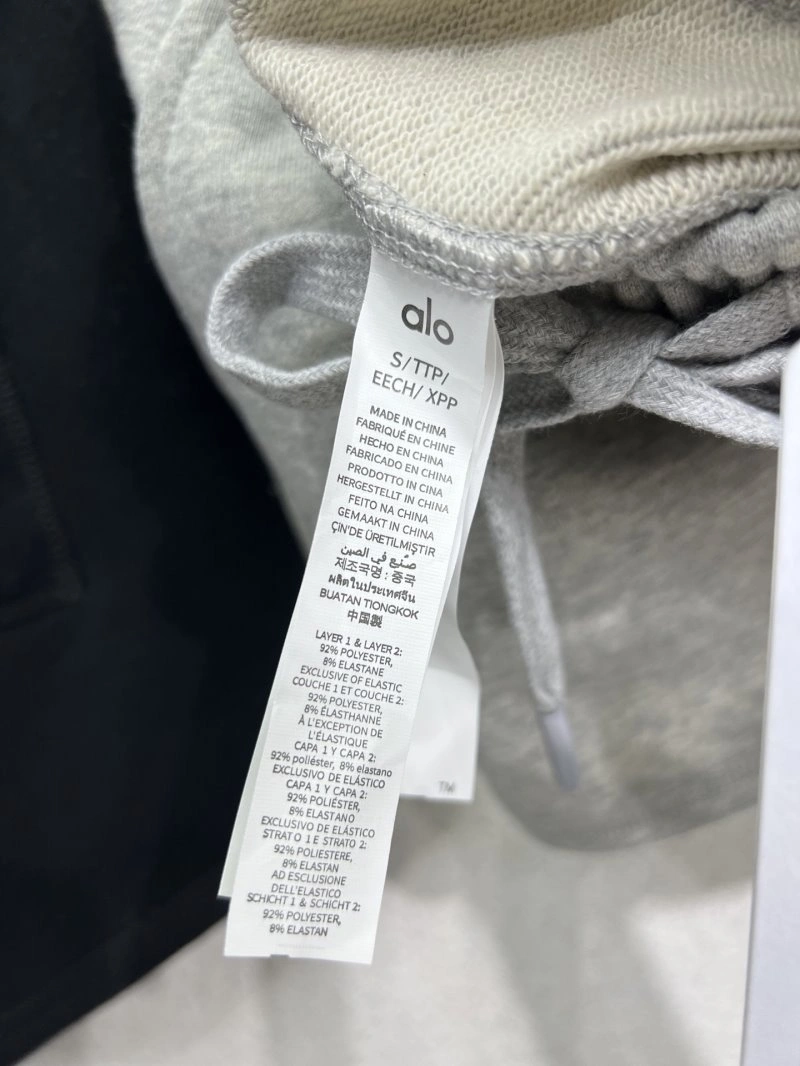 alo
S/TTP/
EECH/ XPP
MADE IN CHINA
FABRIQUÉ EN CHINE
HECHO EN CHINA
FABRICADO EN CHINA
PRODOTTO IN CINA
HERGESTELLT IN CHINA
FEITO NA CHINA
GEMAAKT IN CHINA
ÇİN'DE ÜRETİLMİŞTİR
صنع في الصين
제조국명 : 중국
ผลิตในประเทศจีน
BUATAN TIONGKOK
中国製
LAYER 1 & LAYER 2:
92% POLYESTER,
8% ELASTANE
EXCLUSIVE OF ELASTIC
COUCHE 1 ET COUCHE 2:
92% POLYESTER,
8% ÉLASTHANNE
À L'EXCEPTION DE
L'ÉLASTIQUE
CAPA 1 Y CAPA 2:
92% poliéster, 8% elastano
EXCLUSIVO DE ELÁSTICO
CAPA 1 Y CAPA 2:
92% POLIÉSTER,
8% ELASTANO
EXCLUSIVO DE ELÁSTICO
STRATO 1 E STRATO 2:
92% POLIESTERE,
8% ELASTAN
AD ESCLUSIONE
DELL'ELASTICO
SCHICHT 1 & SCHICHT 2:
92% POLYESTER,
8% ELASTAN
TM